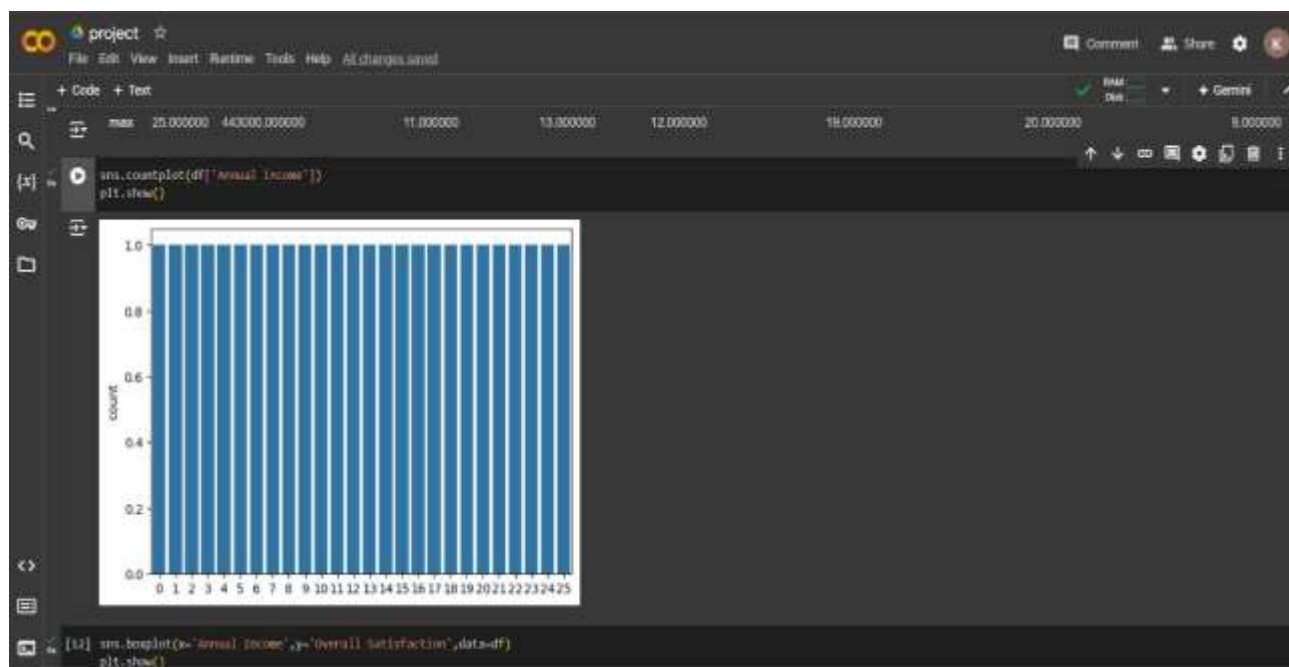 project
Comment
Share
K
File Edit View Insert Runtime Tools Help All changes saved
+ Code + Text
RAM
Disk
+ Gemini
max 25.000000 443000.000000 11.000000 13.000000 12.000000 19.000000 20.000000 9.000000
{x}
sns.countplot(df['Annual Income'])
plt.show()
1.0
0.8
0.6
0.4
0.2
0.0
count
0 1 2 3 4 5 6 7 8 9 10 11 12 13 14 15 16 17 18 19 20 21 22 23 24 25
[12] sns.boxplot(x='Annual Income',y='Overall Satisfaction',data=df)
plt.show()